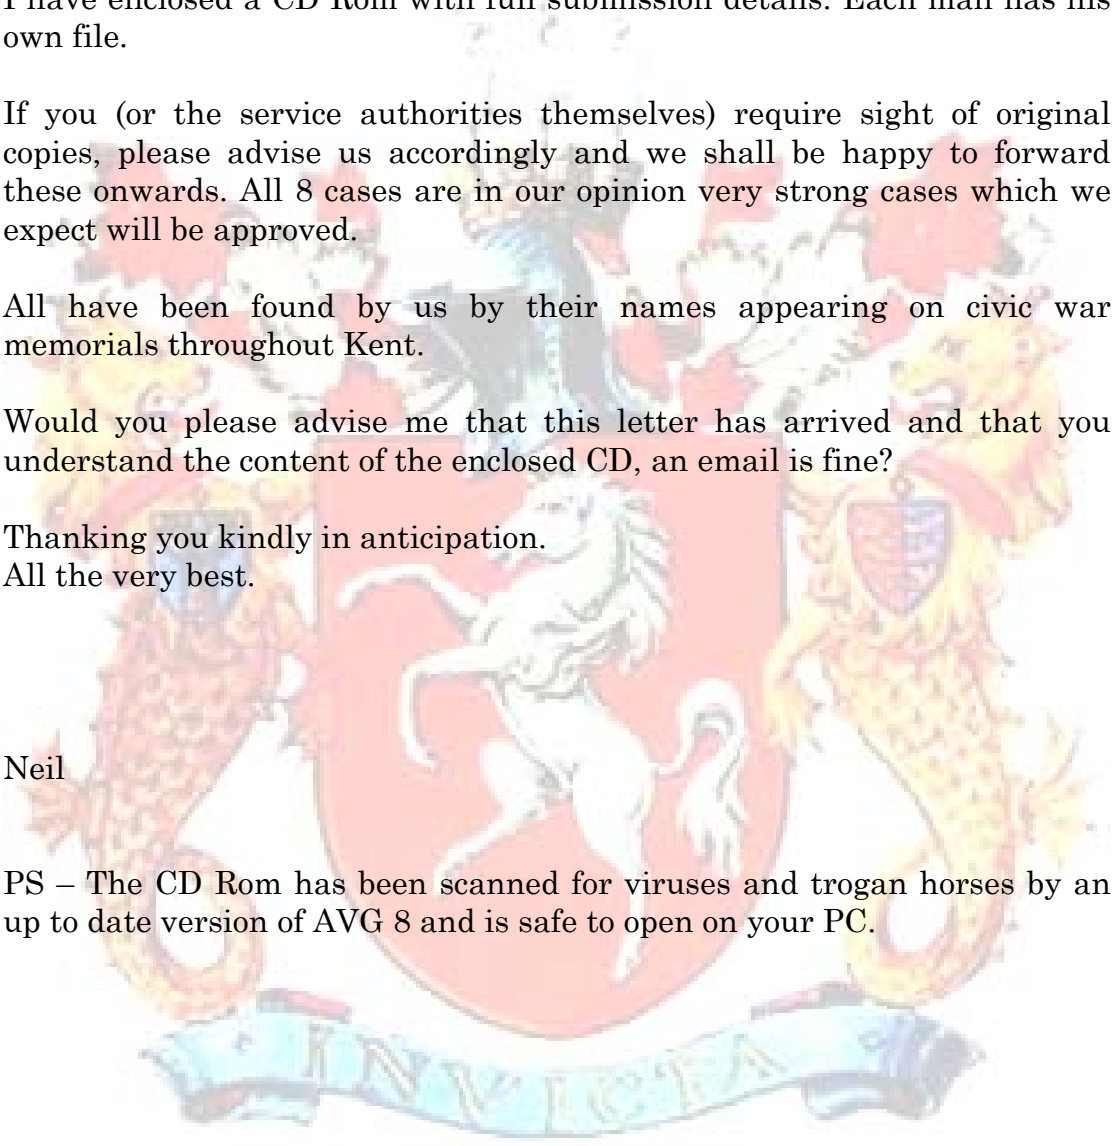 I have enclosed a CD Rom with full submission details. Each man has his
own file.
If you (or the service authorities themselves) require sight of original
copies, please advise us accordingly and we shall be happy to forward
these onwards. All 8 cases are in our opinion very strong cases which we
expect will be approved.
All have been found by us by their names appearing on civic war
memorials throughout Kent.
Would you please advise me that this letter has arrived and that you
understand the content of the enclosed CD, an email is fine?
Thanking you kindly in anticipation.
All the very best.
Neil
PS – The CD Rom has been scanned for viruses and trogan horses by an
up to date version of AVG 8 and is safe to open on your PC.
INVICTA